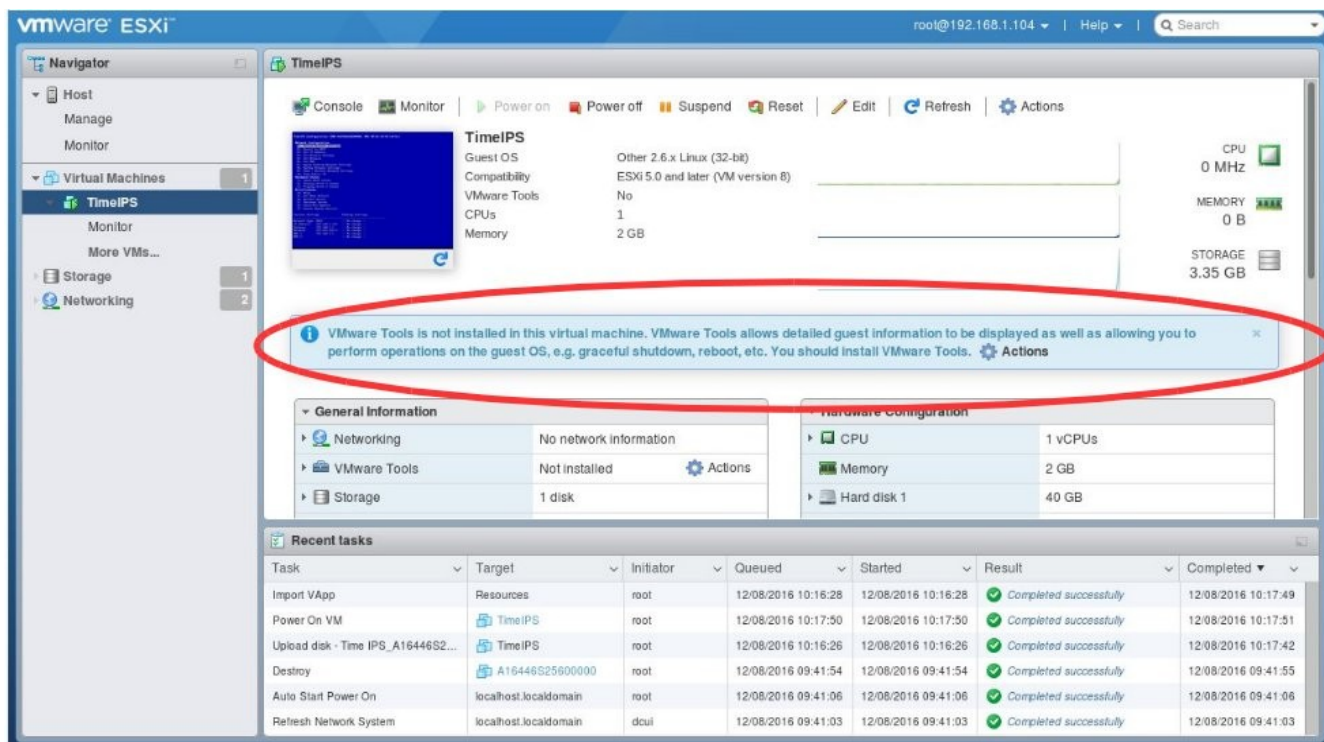 vmware ESXi™
root@192.168.1.104 | Help | Search
Navigator
Host
Manage
Monitor
Virtual Machines 1
TimeIPS
Monitor
More VMs...
Storage 1
Networking 2
TimeIPS
Console Monitor | Power on Power off Suspend Reset | Edit | Refresh | Actions
TimeIPS
Guest OS Other 2.6.x Linux (32-bit)
Compatibility ESXi 5.0 and later (VM version 8)
VMware Tools No
CPUs 1
Memory 2 GB
CPU
0 MHz
MEMORY
0 B
STORAGE
3.35 GB
VMware Tools is not installed in this virtual machine. VMware Tools allows detailed guest information to be displayed as well as allowing you to
perform operations on the guest OS, e.g. graceful shutdown, reboot, etc. You should install VMware Tools. Actions
General Information
Networking No network information
VMware Tools Not installed Actions
Storage 1 disk
Hardware Configuration
CPU 1 vCPUs
Memory 2 GB
Hard disk 1 40 GB
Recent tasks
Task Target Initiator Queued Started Result Completed
Import VApp Resources root 12/08/2016 10:16:28 12/08/2016 10:16:28 Completed successfully 12/08/2016 10:17:49
Power On VM TimeIPS root 12/08/2016 10:17:50 12/08/2016 10:17:50 Completed successfully 12/08/2016 10:17:51
Upload disk - Time IPS_A16446S2... TimeIPS root 12/08/2016 10:16:26 12/08/2016 10:16:26 Completed successfully 12/08/2016 10:17:42
Destroy A16446S25600000 root 12/08/2016 09:41:54 12/08/2016 09:41:54 Completed successfully 12/08/2016 09:41:55
Auto Start Power On localhost.localdomain root 12/08/2016 09:41:06 12/08/2016 09:41:06 Completed successfully 12/08/2016 09:41:06
Refresh Network System localhost.localdomain dcui 12/08/2016 09:41:03 12/08/2016 09:41:03 Completed successfully 12/08/2016 09:41:03